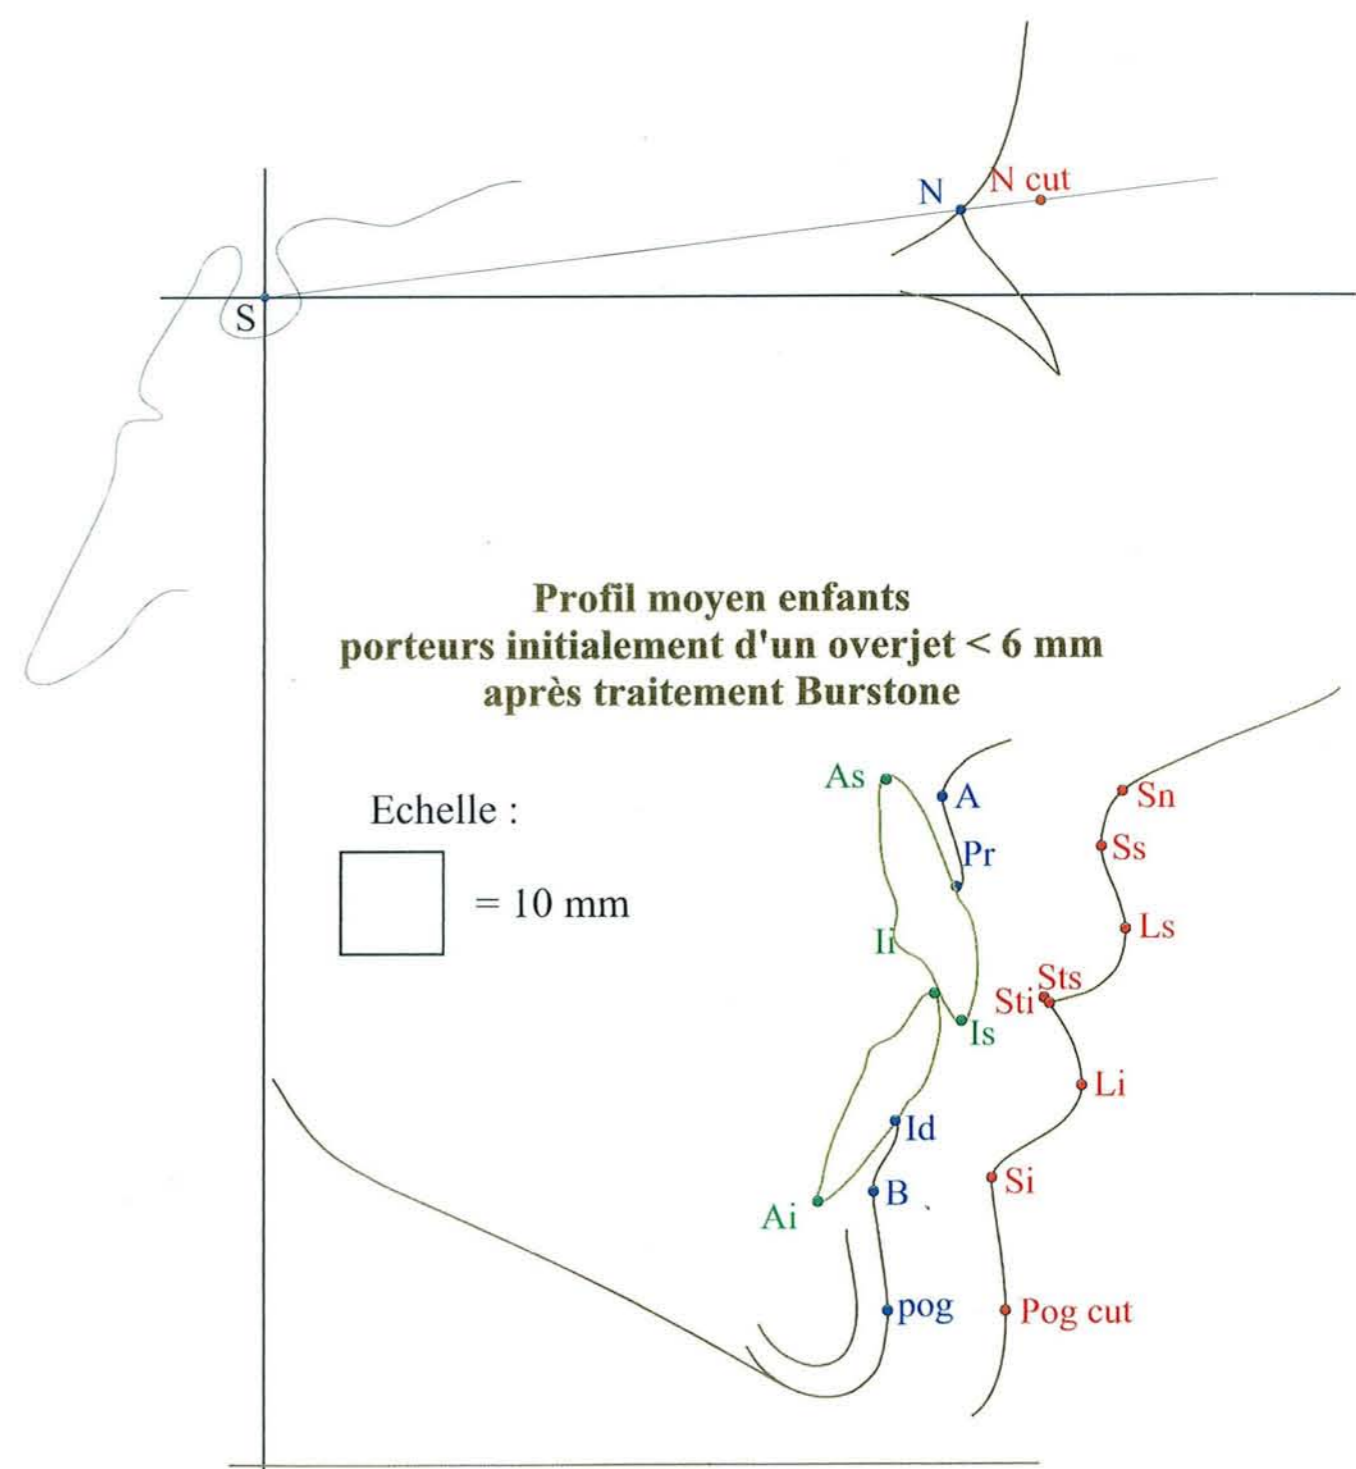 N
N cut
S
Profil moyen enfants
porteurs initialement d'un overjet < 6 mm
après traitement Burstone
As
A
Sn
Echelle :
Pr
Ss
= 10 mm
Ii
Ls
Sts
Sti
Is
Li
Id
Si
B
Ai
pog
Pog cut